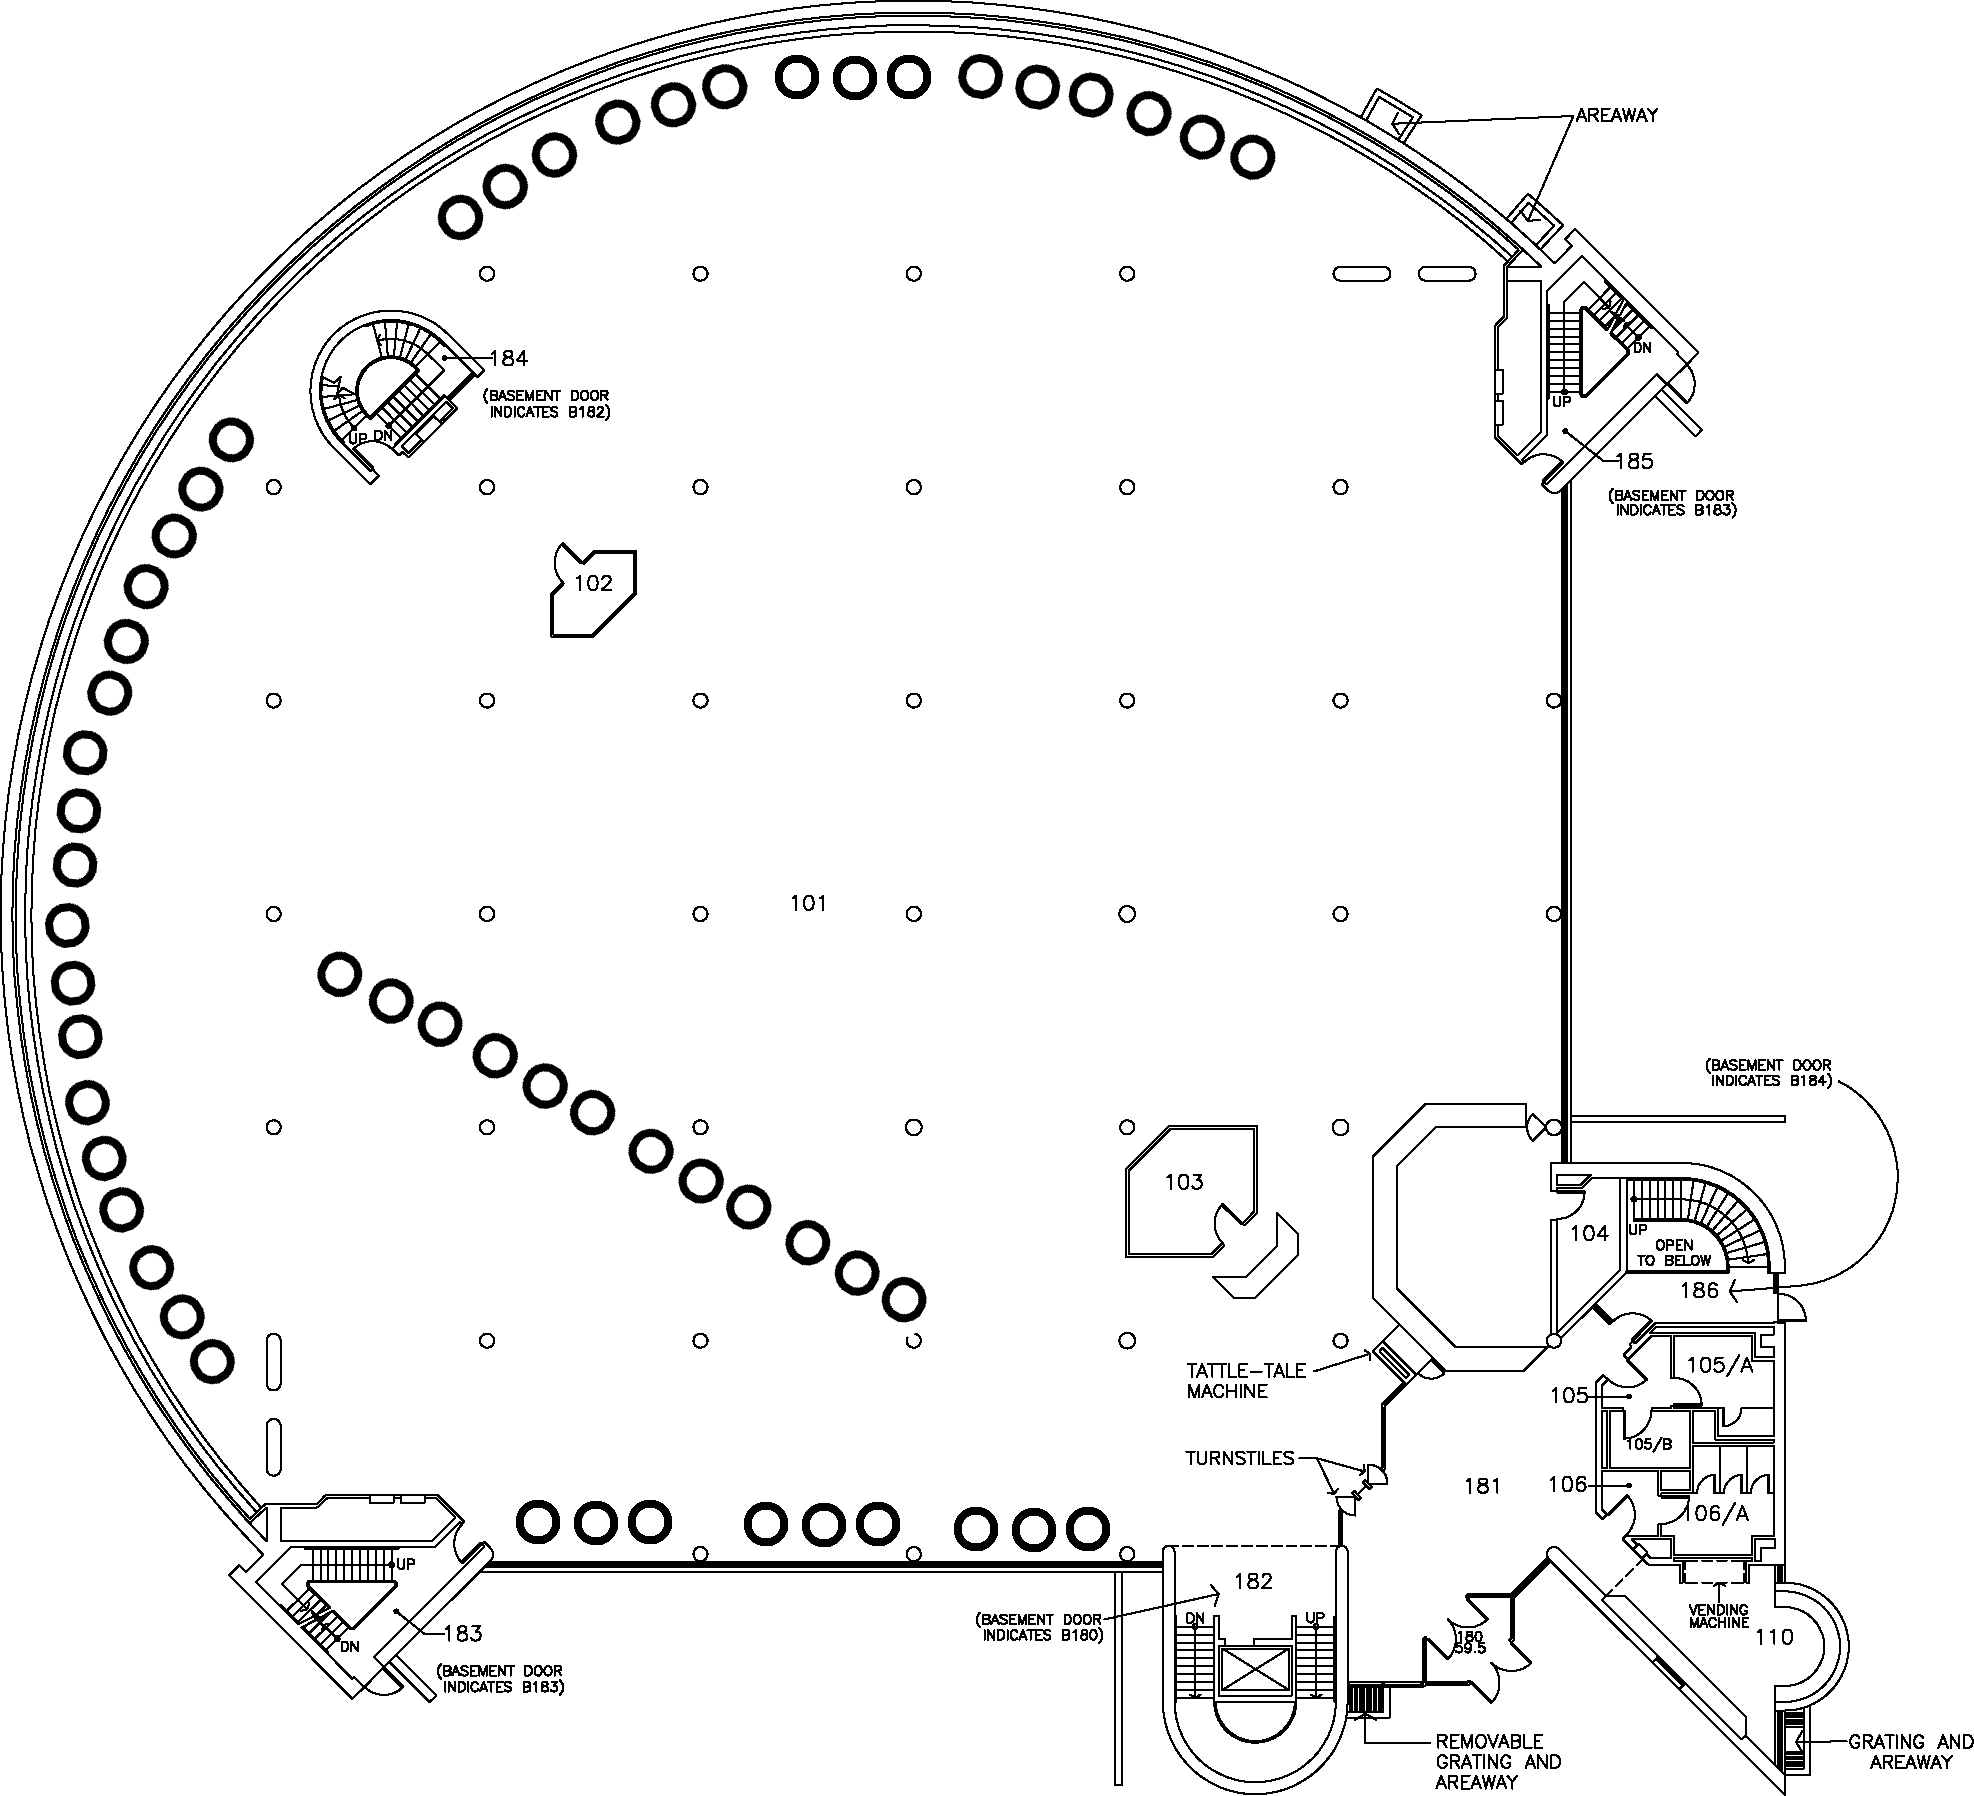 AREAWAY
184
(BASEMENT DOOR
INDICATES B182)
UP
DN
DN
UP
185
(BASEMENT DOOR
INDICATES B183)
102
101
(BASEMENT DOOR
INDICATES B184)
103
104
UP
OPEN
TO BELOW
186
TATTLE-TALE
MACHINE
105/A
105
105/B
TURNSTILES
181
106
106/A
UP
DN
183
(BASEMENT DOOR
INDICATES B183)
182
(BASEMENT DOOR
INDICATES B180)
DN
UP
180
59.5
VENDING
MACHINE
110
REMOVABLE
GRATING AND
AREAWAY
GRATING AND
AREAWAY